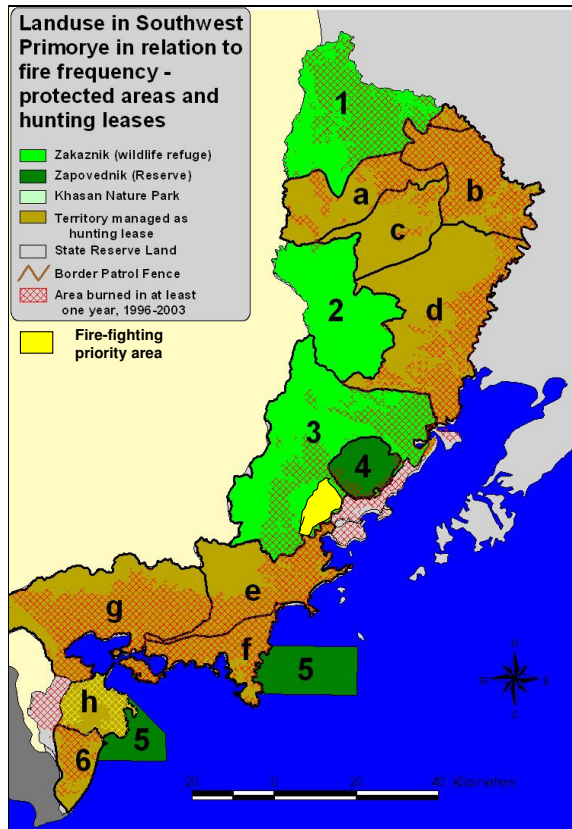 Landuse in Southwest
Primorye in relation to
fire frequency -
protected areas and
hunting leases
Zakaznik (wildlife refuge)
Zapovednik (Reserve)
Khasan Nature Park
Territory managed as
hunting lease
State Reserve Land
Border Patrol Fence
Area burned in at least
one year, 1996-2003
Fire-fighting
priority area
1
a
b
c
2
d
3
4
e
g
f
5
h
5
6
N
W E
S
20 0 20 40 Kilometers